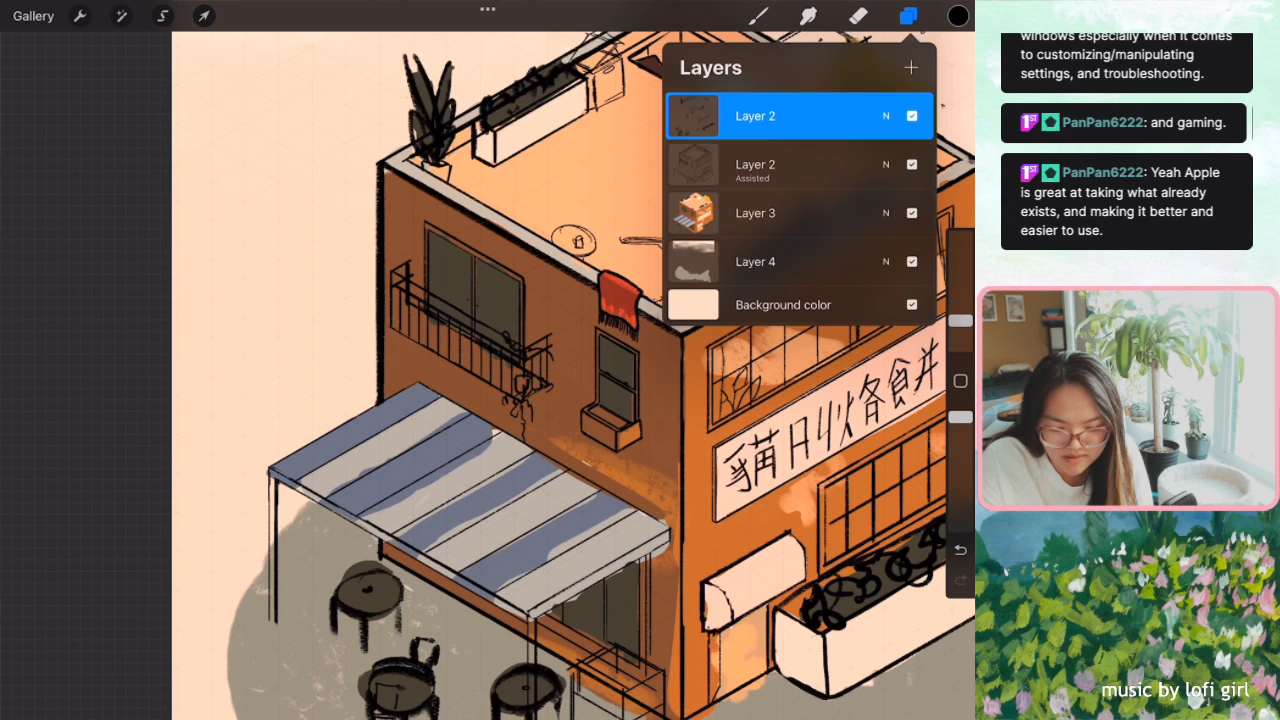 Gallery
Layers
Layer 2
N
Layer 2
N
Assisted
Layer 3
N
Layer 4
N
Background color
windows especially when it comes
to customizing/manipulating
settings, and troubleshooting.
1ST PanPan6222: and gaming.
1ST PanPan6222: Yeah Apple
is great at taking what already
exists, and making it better and
easier to use.
music by lofi girl